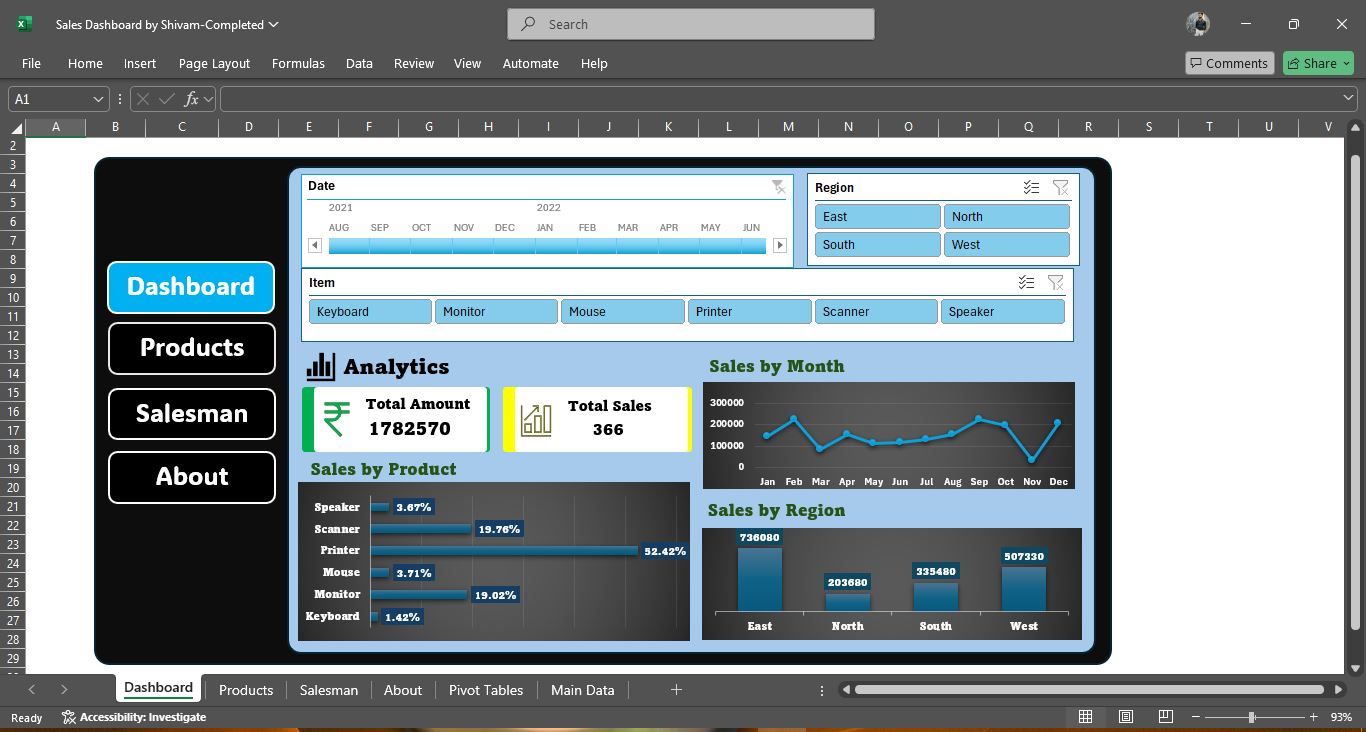 Sales Dashboard by Shivam-Completed
Search
File Home Insert Page Layout Formulas Data Review View Automate Help
Comments Share
A1 fx
A B C D E F G H I J K L M N O P Q R S T U V
2
3
4
5
6
7
8
9
10
11
12
13
14
15
16
17
18
19
20
21
22
23
24
25
26
27
28
29
Dashboard
Products
Salesman
About
Date
2021 2022
AUG SEP OCT NOV DEC JAN FEB MAR APR MAY JUN
Region
East North
South West
Item
Keyboard Monitor Mouse Printer Scanner Speaker
Analytics
Total Amount
1782570
Total Sales
366
Sales by Product
Speaker 3.67%
Scanner 19.76%
Printer 52.42%
Mouse 3.71%
Monitor 19.02%
Keyboard 1.42%
Sales by Month
300000
200000
100000
0
Jan Feb Mar Apr May Jun Jul Aug Sep Oct Nov Dec
Sales by Region
736080 203680 335480 507330
East North South West
Dashboard Products Salesman About Pivot Tables Main Data
Ready Accessibility: Investigate 93%